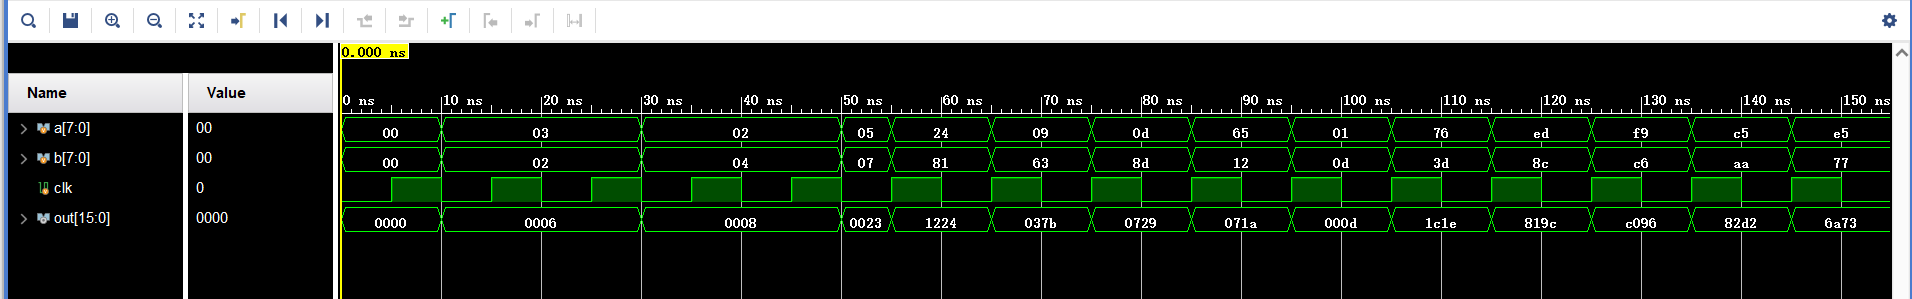 0.000 ns
Name Value
0 ns 10 ns 20 ns 30 ns 40 ns 50 ns 60 ns 70 ns 80 ns 90 ns 100 ns 110 ns 120 ns 130 ns 140 ns 150 ns
a[7:0] 00 00 03 02 05 24 09 0d 65 01 76 ed f9 c5 e5
b[7:0] 00 00 02 04 07 81 63 8d 12 0d 3d 8c c6 aa 77
clk 0
out[15:0] 0000 0000 0006 0008 0023 1224 037b 0729 071a 000d 1c1e 819c c096 82d2 6a73